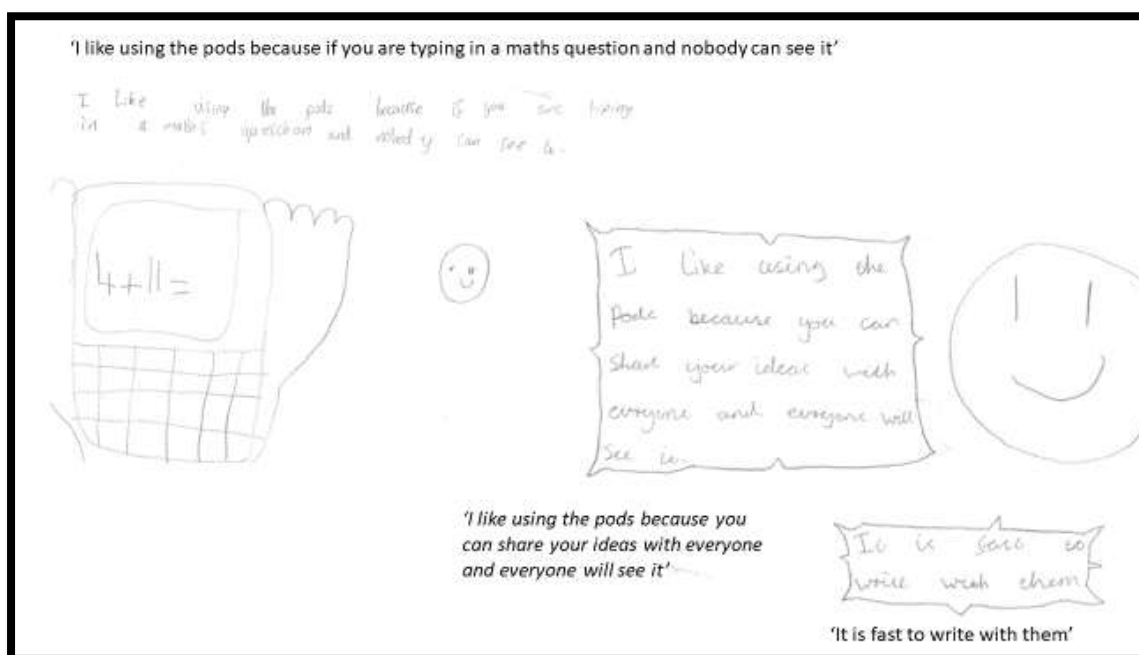 'I like using the pods because if you are typing in a maths question and nobody can see it'
I like using the pods because if you are typing
in a maths question and nobody can see it.
4+11=
I like using the
Pods because you can
share your ideas with
everyone and everyone will
see it.
'I like using the pods because you
can share your ideas with everyone
and everyone will see it'
It is fast to
write with them
'It is fast to write with them'